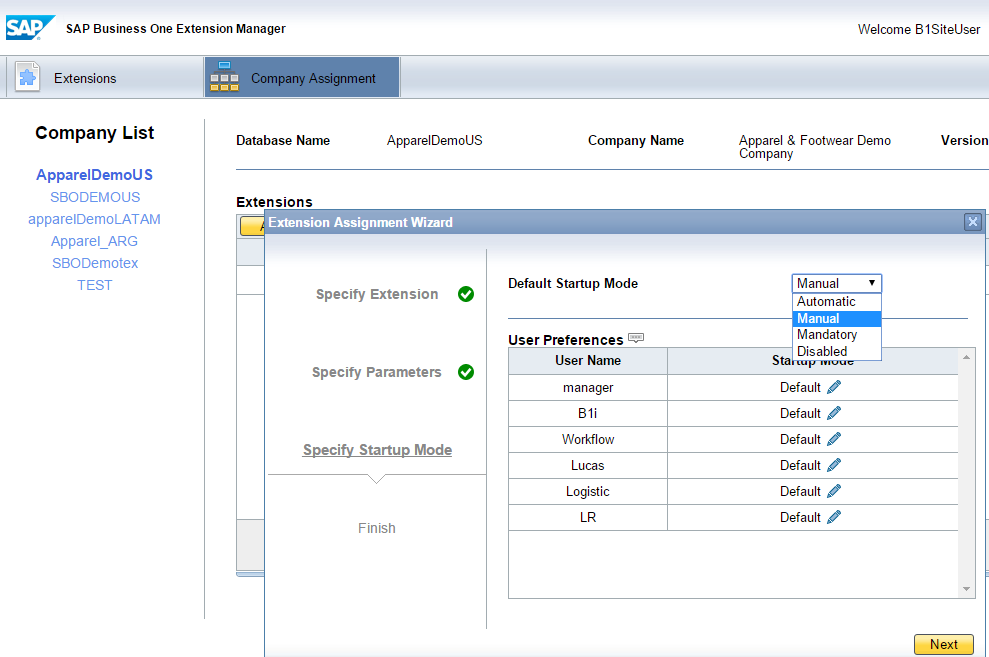 SAP SAP Business One Extension Manager
Welcome B1SiteUser
Extensions
Company Assignment
Company List
ApparelDemoUS
SBODEMOUS
apparelDemoLATAM
Apparel_ARG
SBODemotex
TEST
Database Name ApparelDemoUS Company Name Apparel & Footwear Demo Version
Company
Extensions
Extension Assignment Wizard
Specify Extension
Specify Parameters
Specify Startup Mode
Finish
Default Startup Mode Manual
Automatic
Manual
Mandatory
Disabled
User Preferences
User Name Startup Mode
manager Default
B1i Default
Workflow Default
Lucas Default
Logistic Default
LR Default
Next